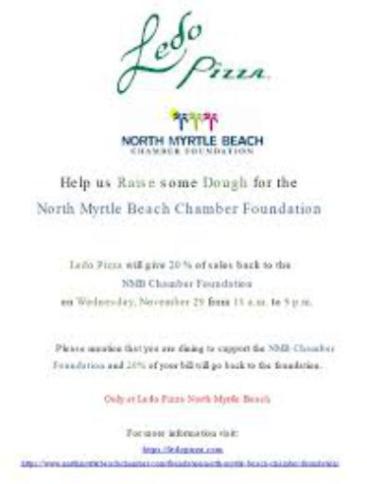 Ledo
Pizza
NORTH MYRTLE BEACH
CHAMBER FOUNDATION
Help us Raise some Dough for the
North Myrtle Beach Chamber Foundation
Ledo Pizza will give 20% of sales back to the
NMB Chamber Foundation
on Wednesday, November 29 from 11 a.m. to 9 p.m.
Please mention that you are dining to support the NMB Chamber
Foundation and 20% of your bill will go back to the foundation.
Only at Ledo Pizza North Myrtle Beach
For more information visit:
https://ledopizza.com